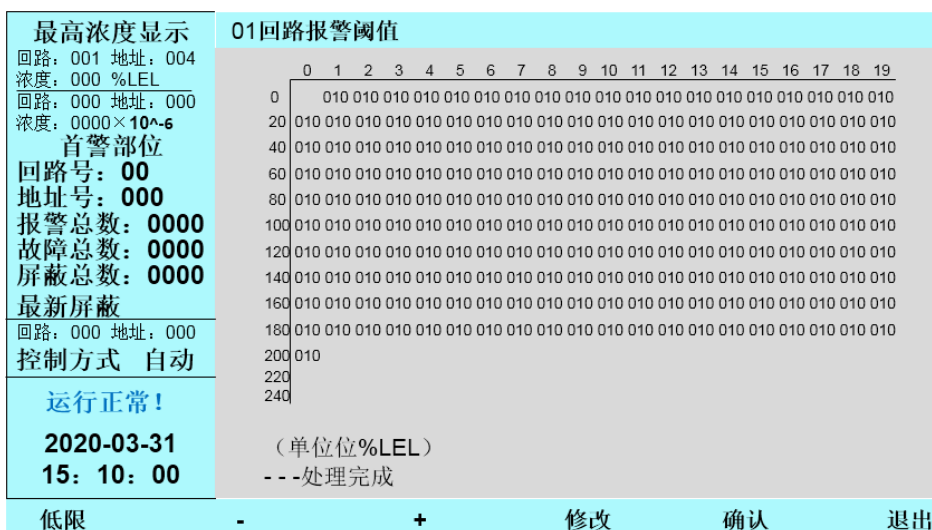 最高浓度显示
回路：001 地址：004
浓度：000 %LEL
回路：000 地址：000
浓度：0000×10^-6
首警部位
回路号：00
地址号：000
报警总数：0000
故障总数：0000
屏蔽总数：0000
最新屏蔽
回路：000 地址：000
控制方式 自动
运行正常！
2020-03-31
15：10：00
01回路报警阈值
0 1 2 3 4 5 6 7 8 9 10 11 12 13 14 15 16 17 18 19
0 010 010 010 010 010 010 010 010 010 010 010 010 010 010 010 010 010 010 010
20 010 010 010 010 010 010 010 010 010 010 010 010 010 010 010 010 010 010 010 010
40 010 010 010 010 010 010 010 010 010 010 010 010 010 010 010 010 010 010 010 010
60 010 010 010 010 010 010 010 010 010 010 010 010 010 010 010 010 010 010 010 010
80 010 010 010 010 010 010 010 010 010 010 010 010 010 010 010 010 010 010 010 010
100 010 010 010 010 010 010 010 010 010 010 010 010 010 010 010 010 010 010 010 010
120 010 010 010 010 010 010 010 010 010 010 010 010 010 010 010 010 010 010 010 010
140 010 010 010 010 010 010 010 010 010 010 010 010 010 010 010 010 010 010 010 010
160 010 010 010 010 010 010 010 010 010 010 010 010 010 010 010 010 010 010 010 010
180 010 010 010 010 010 010 010 010 010 010 010 010 010 010 010 010 010 010 010 010
200 010
220
240
（单位位%LEL）
- - -处理完成
低限 - + 修改 确认 退出